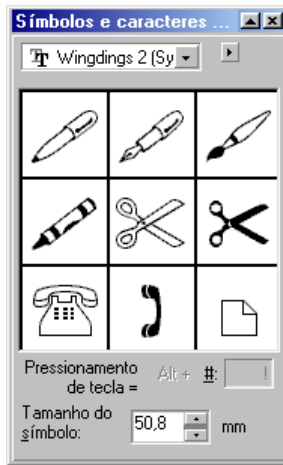 Símbolos e caracteres ...
Wingdings 2 (Sy
Pressionamento
de tecla =
Alt + #: !
Tamanho do
símbolo:
50,8 mm